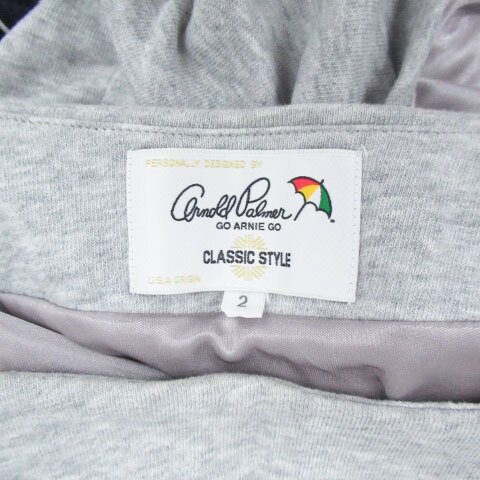 PERSONALLY DESIGNED BY
Arnold Palmer
GO ARNIE GO
CLASSIC STYLE
U.S.A ORIGIN
2